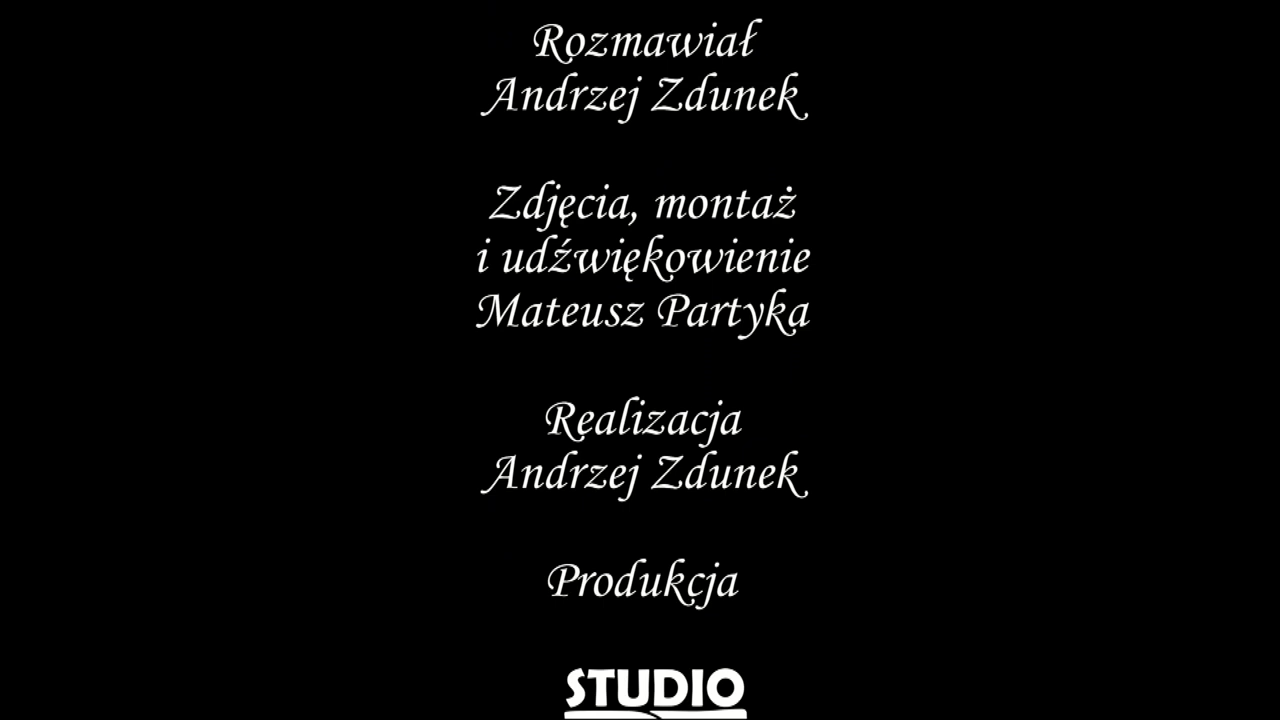 Rozmawiał
Andrzej Zdunek
Zdjęcia, montaż
i udźwiękowienie
Mateusz Partyka
Realizacja
Andrzej Zdunek
Produkcja
STUDIO